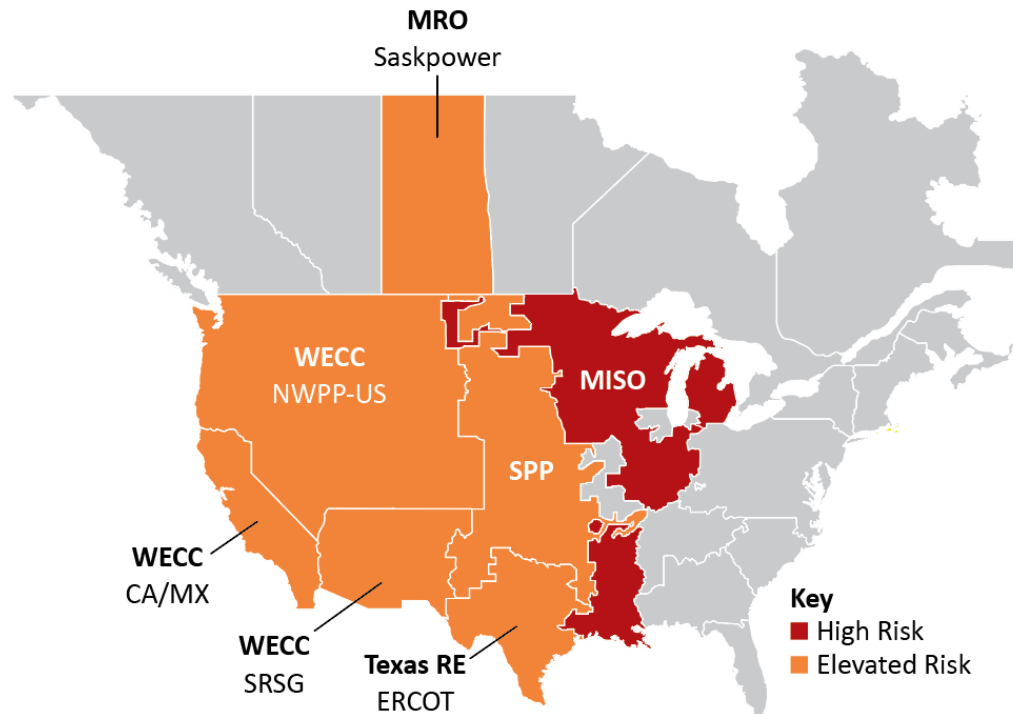 MRO
Saskpower
WECC
NWPP-US
MISO
SPP
WECC
CA/MX
WECC
SRSG
Texas RE
ERCOT
Key
High Risk
Elevated Risk